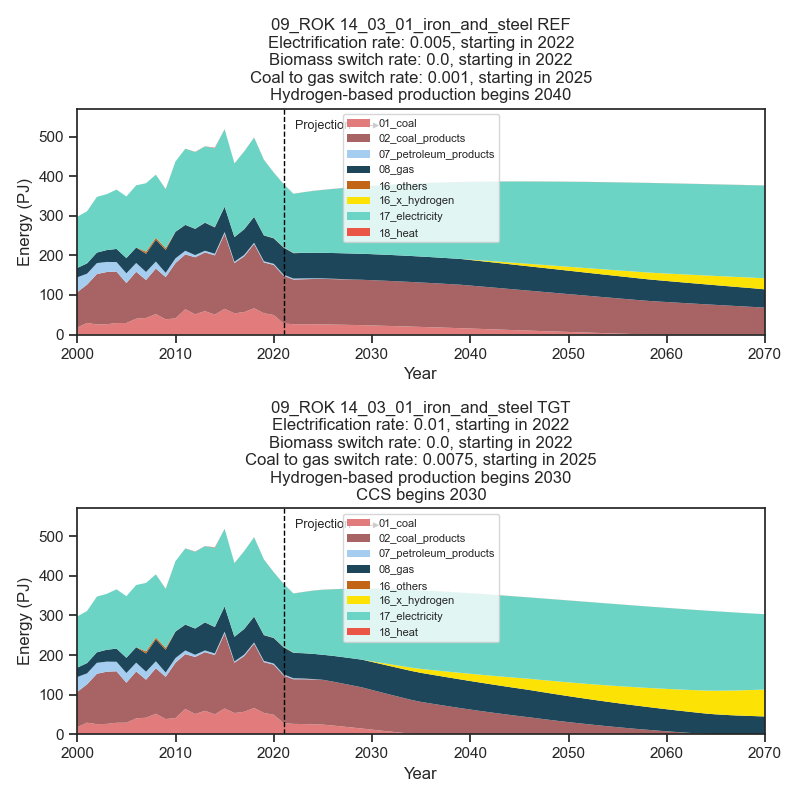 09_ROK 14_03_01_iron_and_steel REF
Electrification rate: 0.005, starting in 2022
Biomass switch rate: 0.0, starting in 2022
Coal to gas switch rate: 0.001, starting in 2025
Hydrogen-based production begins 2040
Energy (PJ)
500
400
300
200
100
0
Projection
01_coal
02_coal_products
07_petroleum_products
08_gas
16_others
16_x_hydrogen
17_electricity
18_heat
2000 2010 2020 2030 2040 2050 2060 2070
Year
09_ROK 14_03_01_iron_and_steel TGT
Electrification rate: 0.01, starting in 2022
Biomass switch rate: 0.0, starting in 2022
Coal to gas switch rate: 0.0075, starting in 2025
Hydrogen-based production begins 2030
CCS begins 2030
Energy (PJ)
500
400
300
200
100
0
Projection
01_coal
02_coal_products
07_petroleum_products
08_gas
16_others
16_x_hydrogen
17_electricity
18_heat
2000 2010 2020 2030 2040 2050 2060 2070
Year